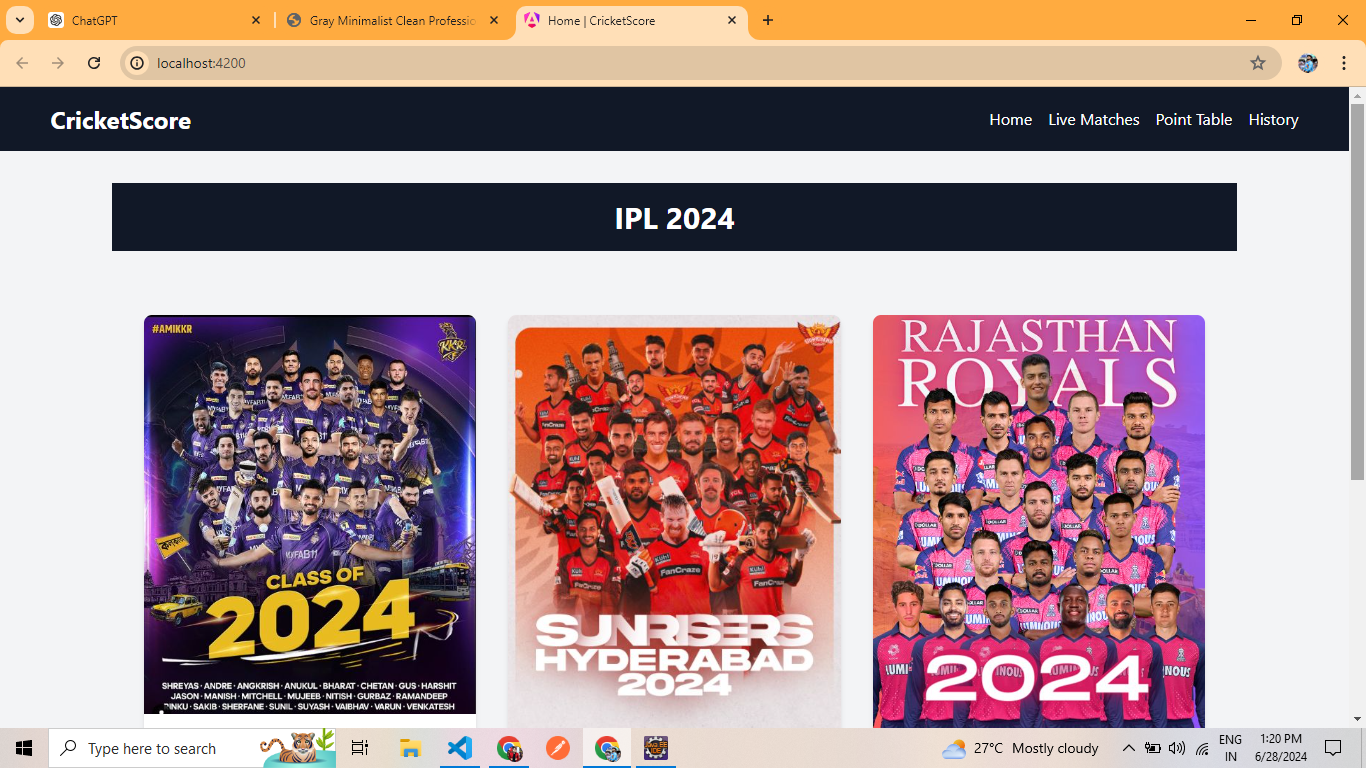 ChatGPT
Gray Minimalist Clean Professio
Home | CricketScore
localhost:4200
CricketScore
Home
Live Matches
Point Table
History
IPL 2024
#AMIKKR
KKR
CLASS OF
2024
SHREYAS · ANDRE · ANGKRISH · ANUKUL · BHARAT · CHETAN · GUS · HARSHIT
JASON · MANISH · MITCHELL · MUJEEB · NITISH · GURBAZ · RAMANDEEP
RINKU · SAKIB · SHERFANE · SUNIL · SUYASH · VAIBHAV · VARUN · VENKATESH
SUNRISERS
HYDERABAD
2024
RAJASTHAN
ROYALS
2024
Type here to search
27°C Mostly cloudy
ENG
IN
1:20 PM
6/28/2024